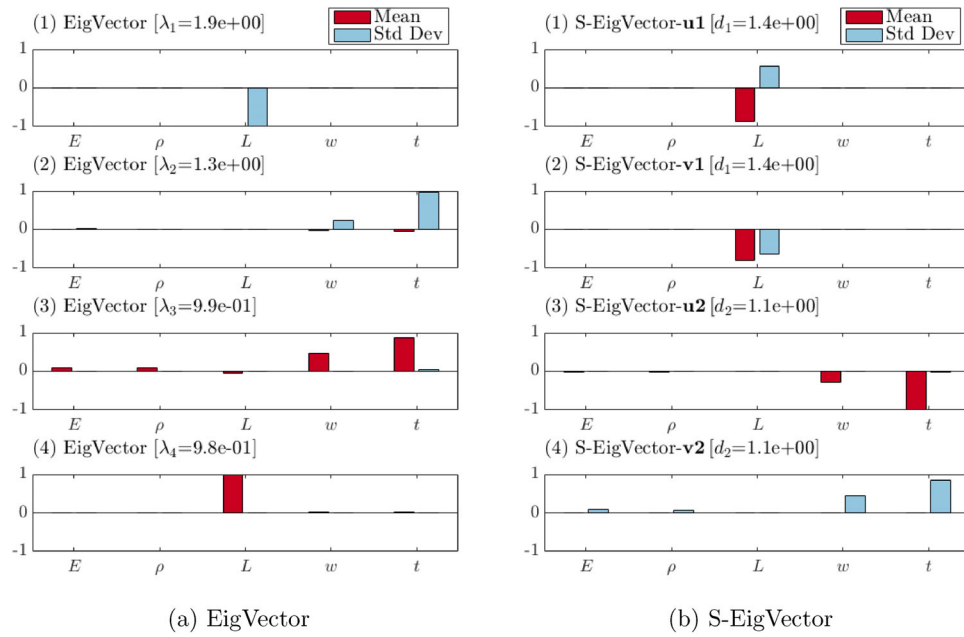 (1) EigVector [λ₁=1.9e+00]
Mean
Std Dev
1
0
-1
E ρ L w t
(2) EigVector [λ₂=1.3e+00]
1
0
-1
E ρ L w t
(3) EigVector [λ₃=9.9e-01]
1
0
-1
E ρ L w t
(4) EigVector [λ₄=9.8e-01]
1
0
-1
E ρ L w t
(a) EigVector
(1) S-EigVector-u1 [d₁=1.4e+00]
Mean
Std Dev
1
0
-1
E ρ L w t
(2) S-EigVector-v1 [d₁=1.4e+00]
1
0
-1
E ρ L w t
(3) S-EigVector-u2 [d₂=1.1e+00]
1
0
-1
E ρ L w t
(4) S-EigVector-v2 [d₂=1.1e+00]
1
0
-1
E ρ L w t
(b) S-EigVector